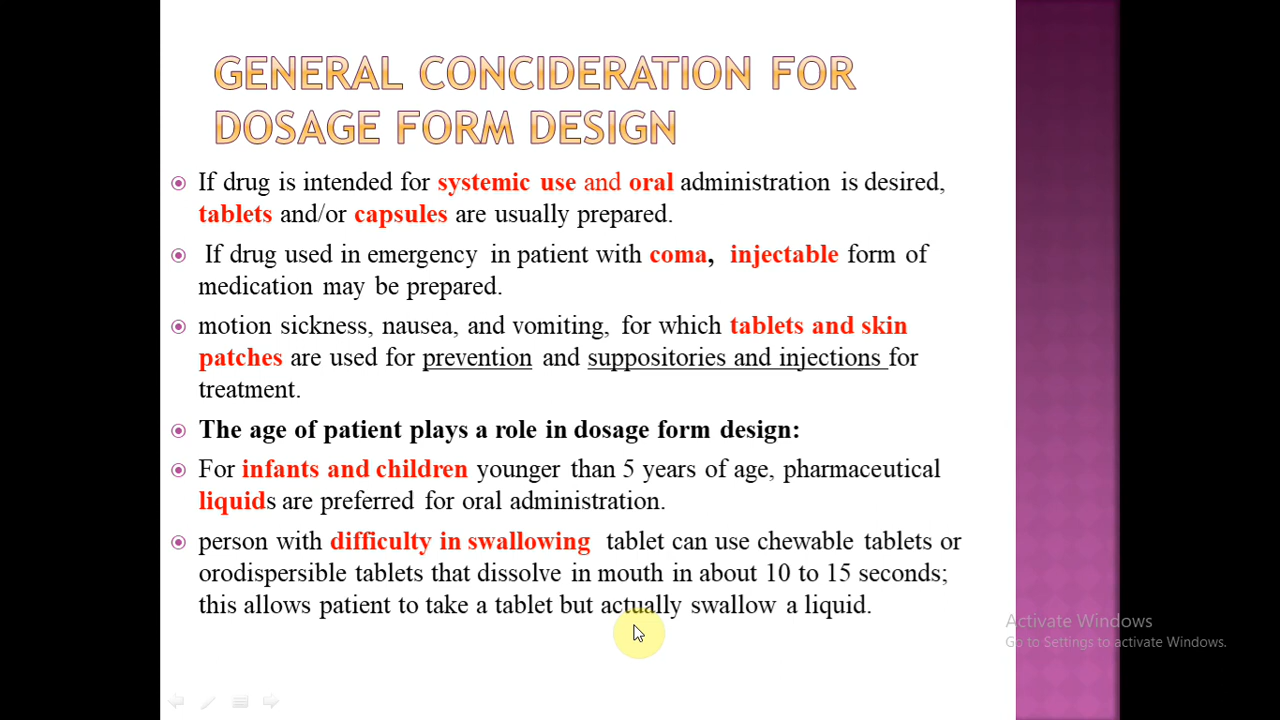 GENERAL CONCIDERATION FOR
DOSAGE FORM DESIGN
If drug is intended for systemic use and oral administration is desired,
tablets and/or capsules are usually prepared.
If drug used in emergency in patient with coma, injectable form of
medication may be prepared.
motion sickness, nausea, and vomiting, for which tablets and skin
patches are used for prevention and suppositories and injections for
treatment.
The age of patient plays a role in dosage form design:
For infants and children younger than 5 years of age, pharmaceutical
liquids are preferred for oral administration.
person with difficulty in swallowing tablet can use chewable tablets or
orodispersible tablets that dissolve in mouth in about 10 to 15 seconds;
this allows patient to take a tablet but actually swallow a liquid.
Activate Windows
Go to Settings to activate Windows.